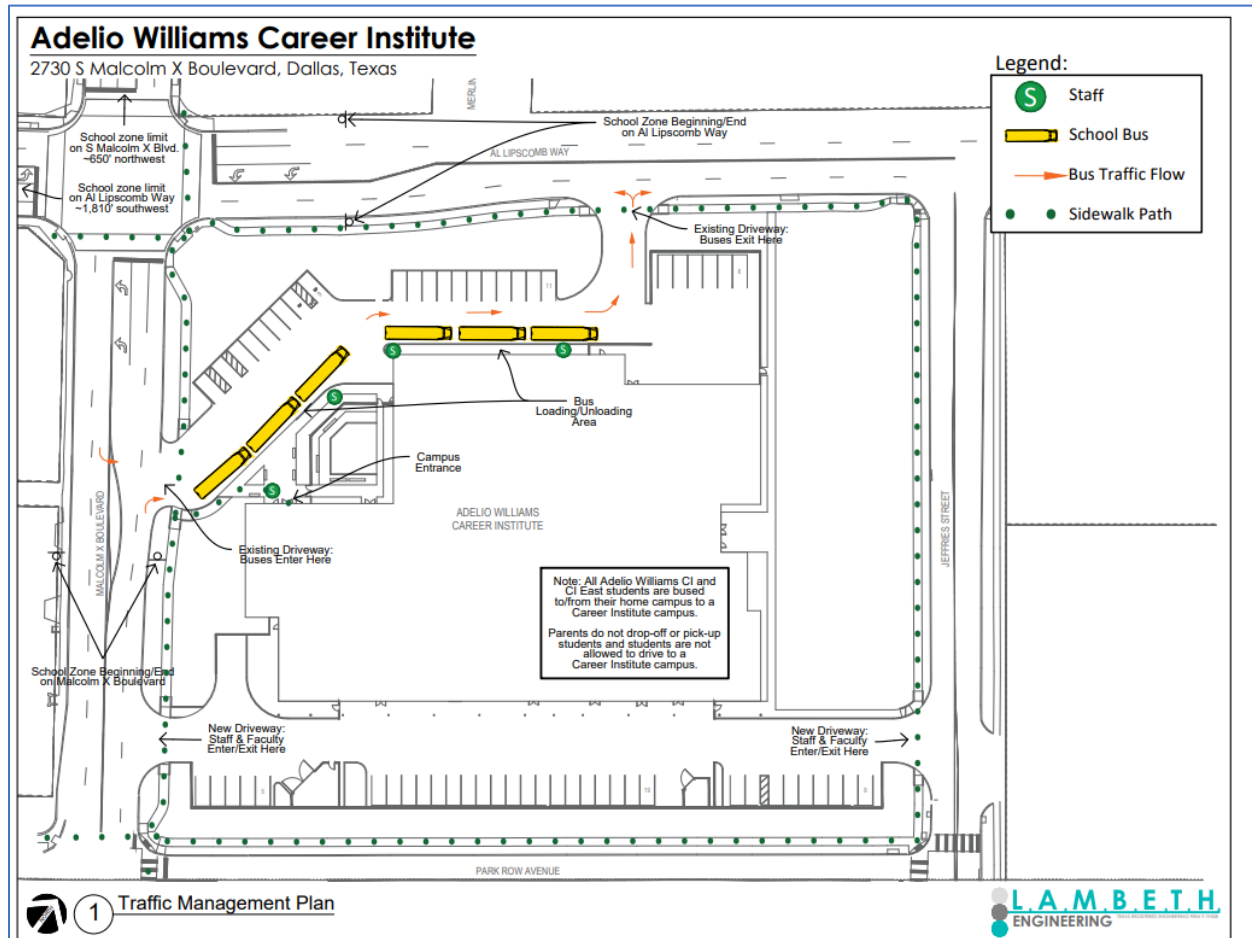 Adelio Williams Career Institute
2730 S Malcolm X Boulevard, Dallas, Texas
Legend:
S
Staff
School Bus
Bus Traffic Flow
Sidewalk Path
MERLIN
School zone limit
on S Malcolm X Blvd.
~650' northwest
School zone limit
on Al Lipscomb Way
~1,810' southwest
School Zone Beginning/End
on Al Lipscomb Way
AL LIPSCOMB WAY
Existing Driveway:
Buses Exit Here
11
S
S
S
S
Bus
Loading/Unloading
Area
Campus
Entrance
ADELIO WILLIAMS
CAREER INSTITUTE
MALCOLM X BOULEVARD
JEFFRIES STREET
Existing Driveway:
Buses Enter Here
Note: All Adelio Williams CI and
CI East students are bused
to/from their home campus to a
Career Institute campus.
Parents do not drop-off or pick-up
students and students are not
allowed to drive to a
Career Institute campus.
School Zone Beginning/End
on Malcolm X Boulevard
New Driveway:
Staff & Faculty
Enter/Exit Here
New Driveway:
Staff & Faculty
Enter/Exit Here
PARK ROW AVENUE
1
Traffic Management Plan
L.A.M.B.E.T.H.
ENGINEERING